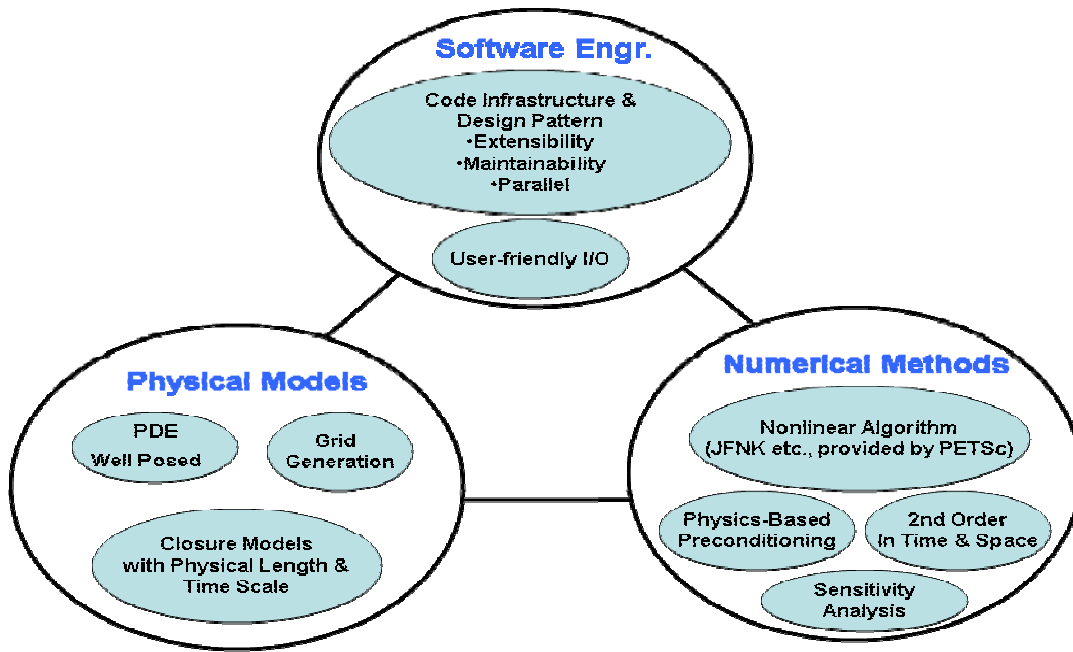 Software Engr.
Code Infrastructure &
Design Pattern
•Extensibility
•Maintainability
•Parallel
User-friendly I/O
Physical Models
PDE
Well Posed
Grid
Generation
Closure Models
with Physical Length &
Time Scale
Numerical Methods
Nonlinear Algorithm
(JFNK etc., provided by PETSc)
Physics-Based
Preconditioning
2nd Order
In Time & Space
Sensitivity
Analysis